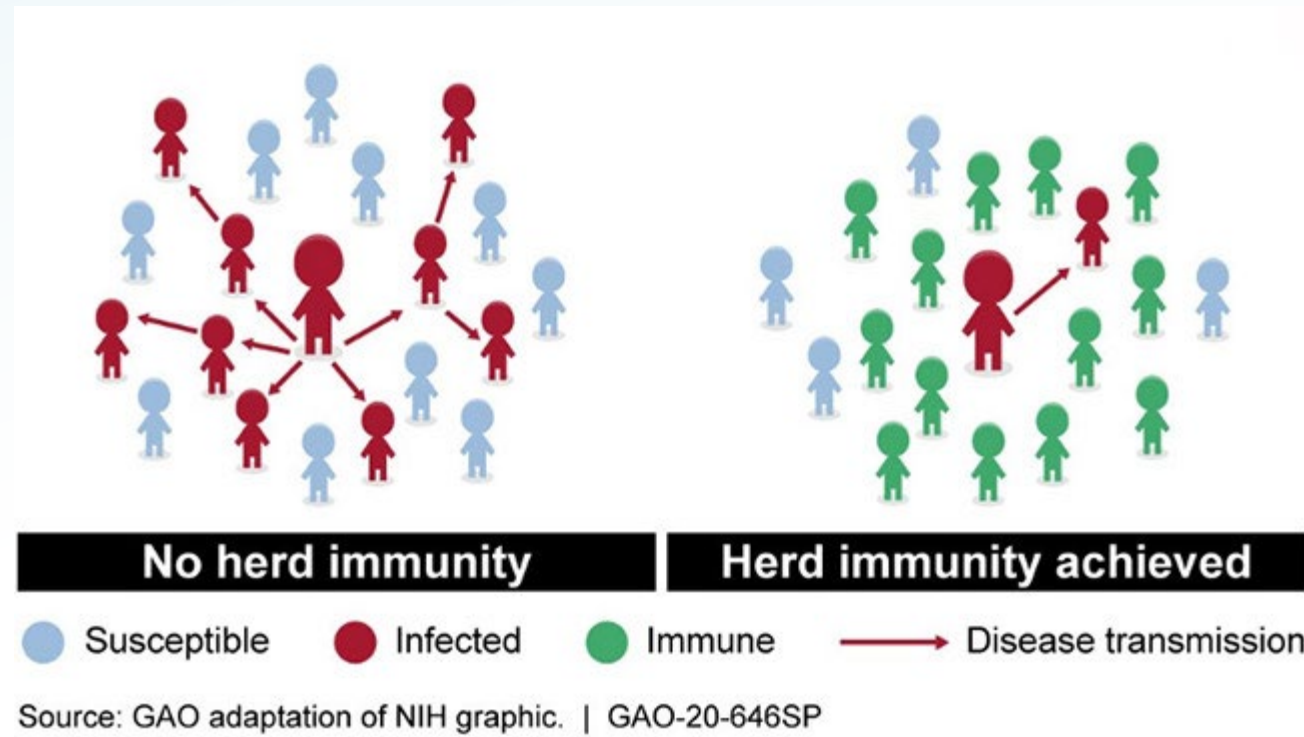 No herd immunity
Herd immunity achieved
Susceptible Infected Immune Disease transmission
Source: GAO adaptation of NIH graphic. | GAO-20-646SP